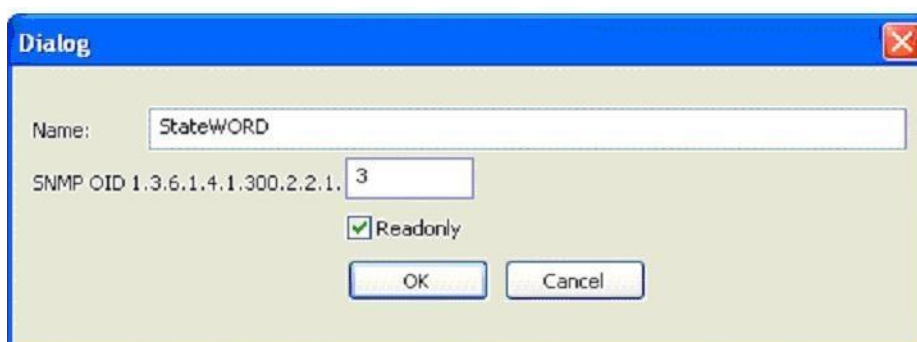 Dialog
Name: StateWORD
SNMP OID 1.3.6.1.4.1.300.2.2.1. 3
Readonly
OK Cancel